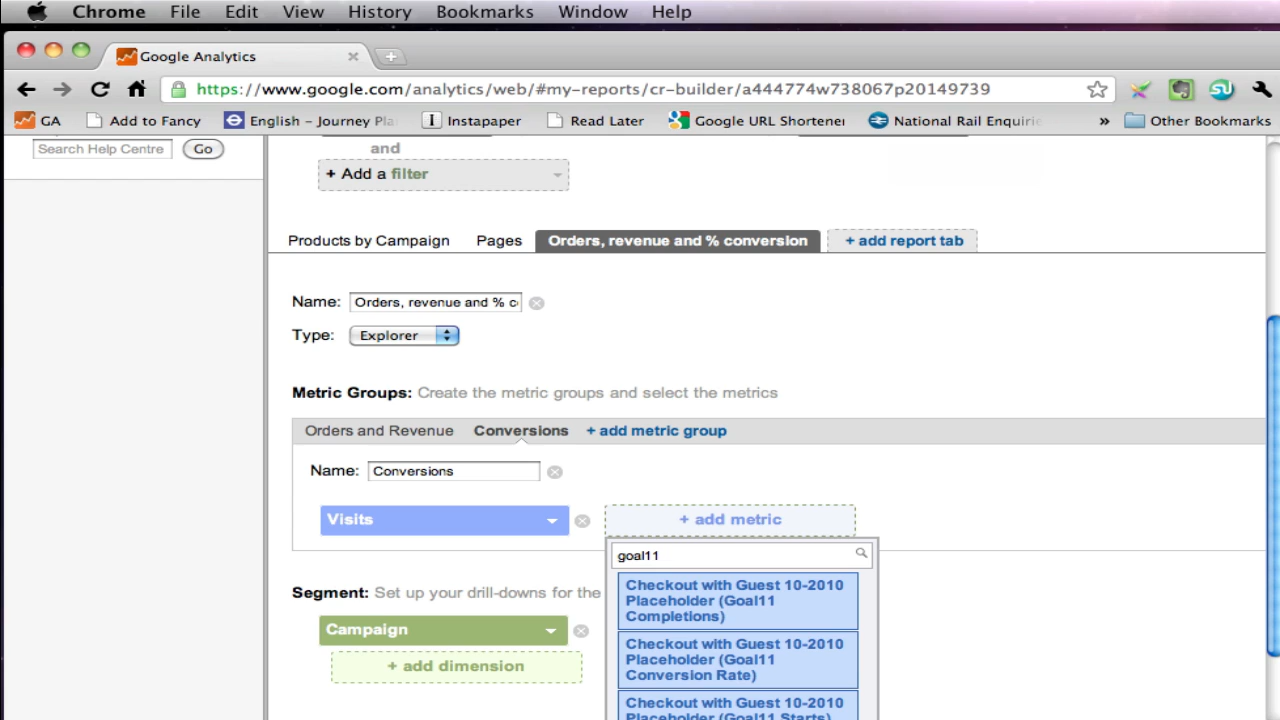 Chrome File Edit View History Bookmarks Window Help
Google Analytics
https://www.google.com/analytics/web/#my-reports/cr-builder/a444774w738067p20149739
GA Add to Fancy English – Journey Pla Instapaper Read Later Google URL Shortener National Rail Enquirie » Other Bookmarks
Search Help Centre Go
and
+ Add a filter
Products by Campaign Pages Orders, revenue and % conversion + add report tab
Name: Orders, revenue and % c
Type: Explorer
Metric Groups: Create the metric groups and select the metrics
Orders and Revenue Conversions + add metric group
Name: Conversions
Visits + add metric
goal11
Checkout with Guest 10-2010
Placeholder (Goal11
Completions)
Segment: Set up your drill-downs for the
Campaign
Checkout with Guest 10-2010
Placeholder (Goal11
Conversion Rate)
+ add dimension
Checkout with Guest 10-2010
Placeholder (Goal11 Starts)